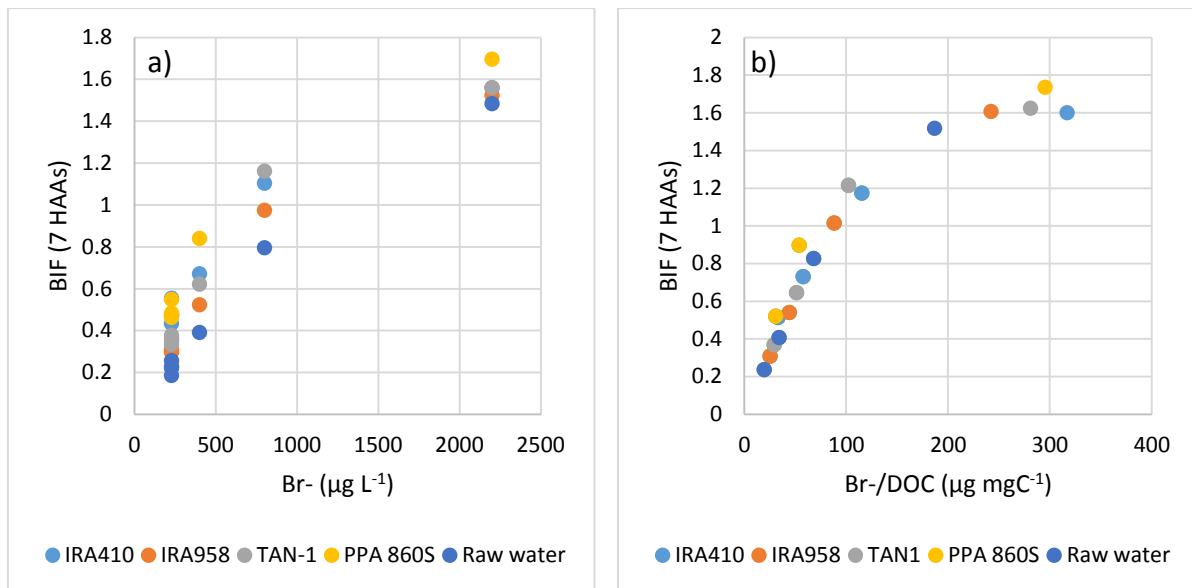 a)
BIF (7 HAAs)
1.8
1.6
1.4
1.2
1
0.8
0.6
0.4
0.2
0
0 500 1000 1500 2000 2500
Br- (µg L-1)
IRA410 IRA958 TAN-1 PPA 860S Raw water
b)
BIF (7 HAAs)
2
1.8
1.6
1.4
1.2
1
0.8
0.6
0.4
0.2
0
0 100 200 300 400
Br-/DOC (µg mgC-1)
IRA410 IRA958 TAN1 PPA 860S Raw water